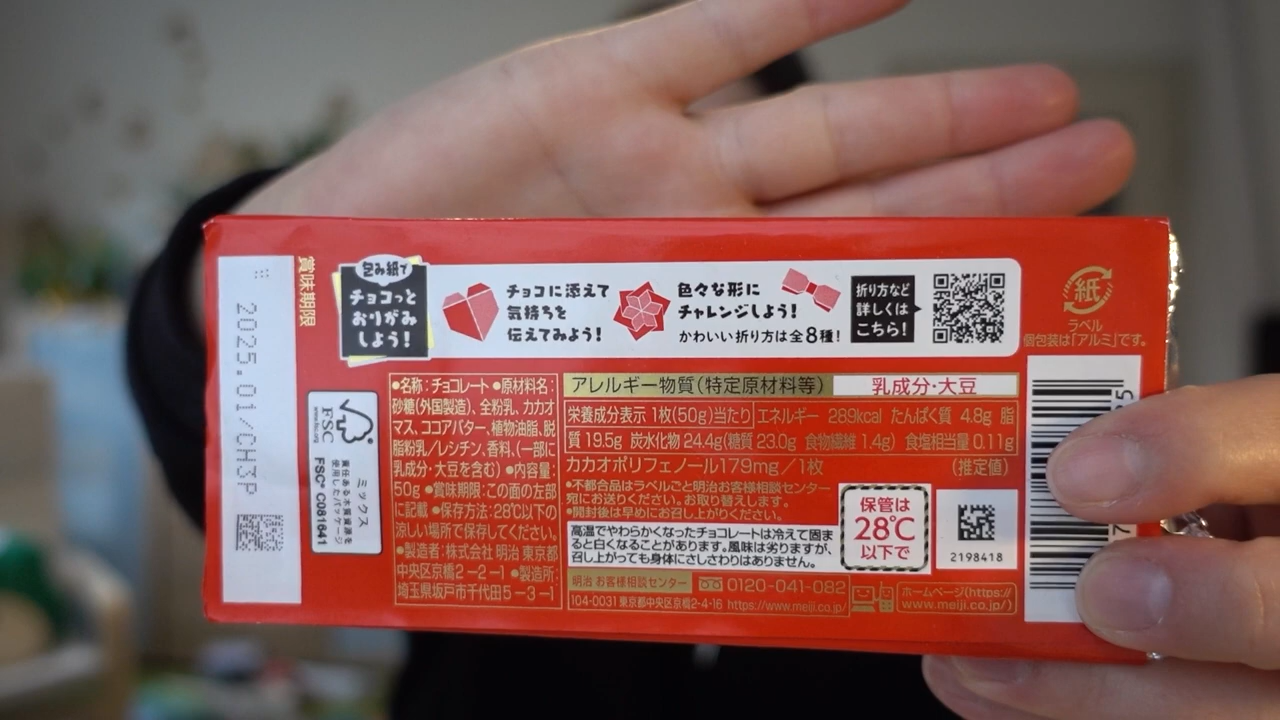 賞味期限
2025.01/CH3P
包み紙で
チョコっと
おりがみ
しよう!
チョコに添えて
気持ちを
伝えてみよう!
色々な形に
チャレンジしよう!
かわいい折り方は全8種!
折り方など
詳しくは
こちら!
紙
ラベル
個包装は「アルミ」です。
FSC
www.fsc.org
ミックス
責任ある木質資源を
使用したパッケージ
FSC® C081641
●名称:チョコレート ●原材料名:
砂糖(外国製造)、全粉乳、カカオ
マス、ココアバター、植物油脂、脱
脂粉乳/レシチン、香料、(一部に
乳成分・大豆を含む) ●内容量:
50g ●賞味期限:この面の左部
に記載 ●保存方法:28℃以下の
涼しい場所で保存してください。
●製造者:株式会社 明治 東京都
中央区京橋2-2-1 ●製造所:
埼玉県坂戸市千代田5-3-1
アレルギー物質(特定原材料等) 乳成分・大豆
栄養成分表示 1枚(50g)当たり エネルギー 289kcal たんぱく質 4.8g 脂
質 19.5g 炭水化物 24.4g(糖質 23.0g 食物繊維 1.4g) 食塩相当量 0.11g
カカオポリフェノール179mg/1枚 (推定値)
●不都合品はラベルごと明治お客様相談センター
宛にお送りください。お取り替えします。
●開封後は早めにお召し上がりください。
高温でやわらかくなったチョコレートは冷えて固ま
ると白くなることがあります。風味は劣りますが、
召し上がっても身体にさしさわりはありません。
保管は
28℃
以下で
2198418
明治 お客様相談センター 0120-041-082
104-0031 東京都中央区京橋2-4-16 https://www.meiji.co.jp/
ホームページ(https://
www.meiji.co.jp/)